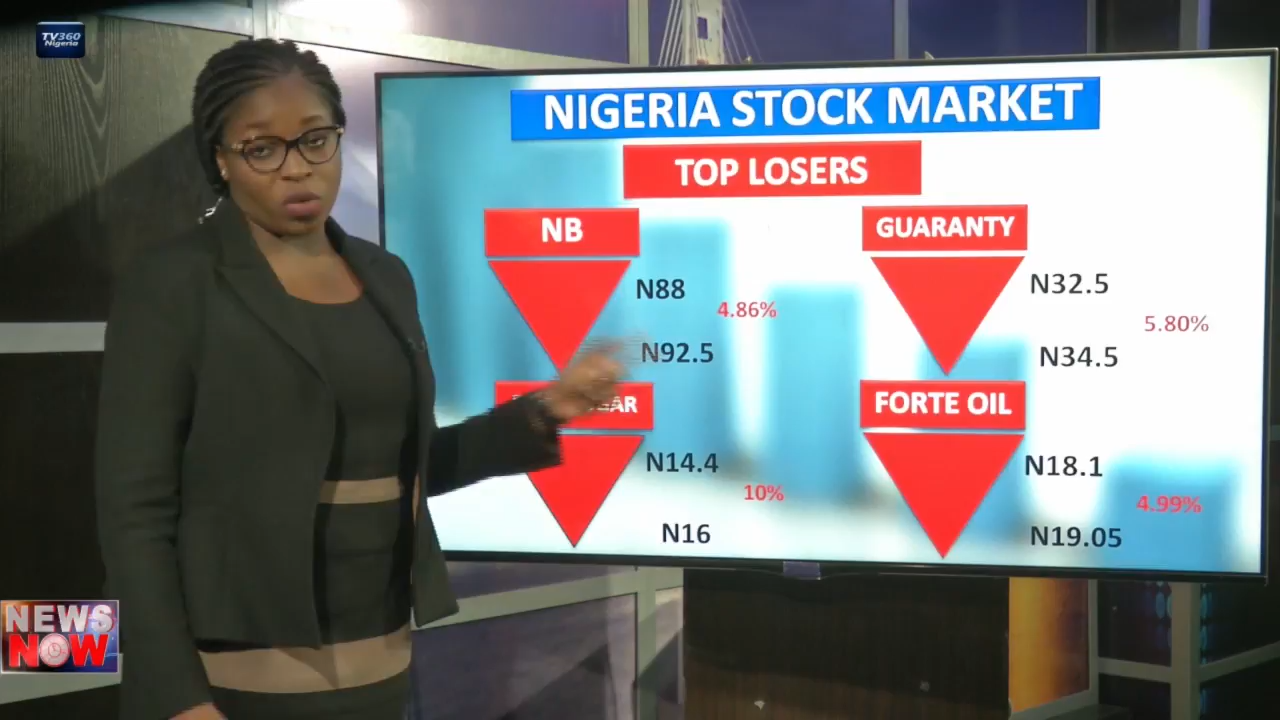 TV360
Nigeria
NIGERIA STOCK MARKET
TOP LOSERS
NB
N88
4.86%
N92.5
GUARANTY
N32.5
5.80%
N34.5
N14.4
10%
N16
FORTE OIL
N18.1
4.99%
N19.05
NEWS
NOW